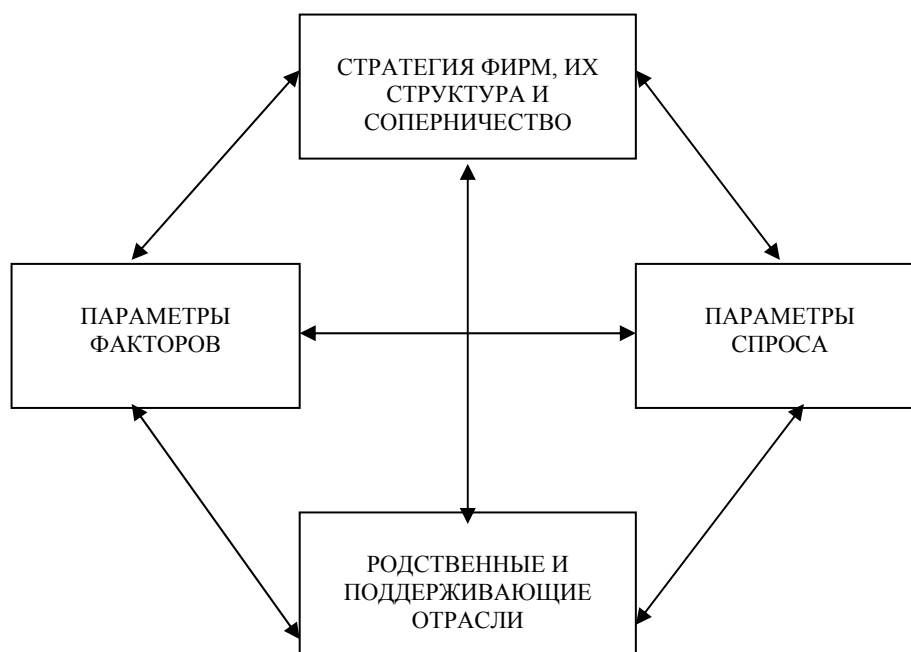 СТРАТЕГИЯ ФИРМ, ИХ
СТРУКТУРА И
СОПЕРНИЧЕСТВО
ПАРАМЕТРЫ
ФАКТОРОВ
ПАРАМЕТРЫ
СПРОСА
РОДСТВЕННЫЕ И
ПОДДЕРЖИВАЮЩИЕ
ОТРАСЛИ